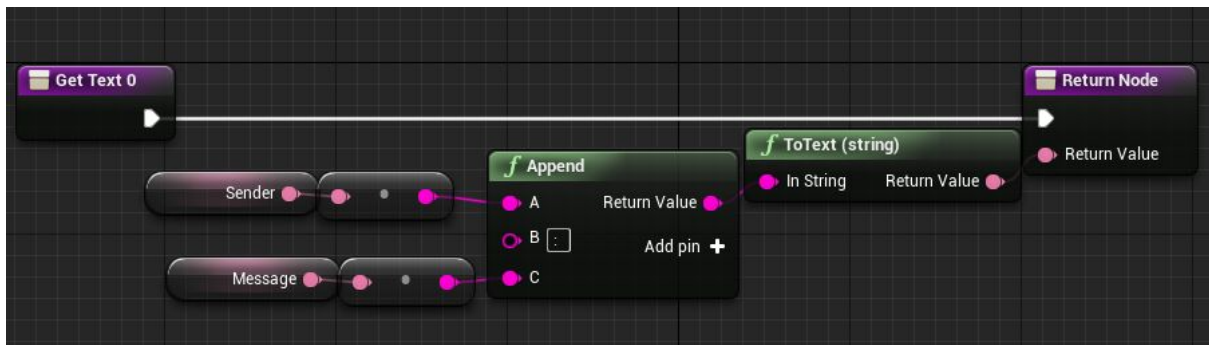 Get Text 0
Return Node
f ToText (string)
Return Value
In String
Return Value
f Append
Sender
A
Return Value
B :
Add pin
Message
C